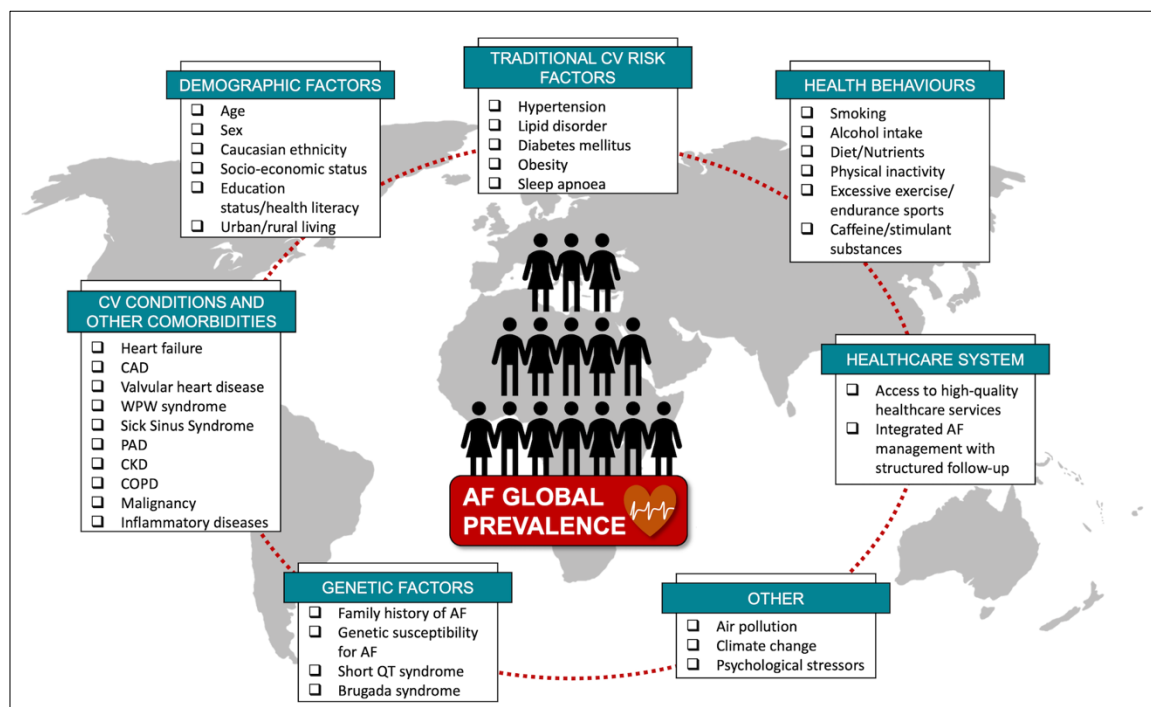 TRADITIONAL CV RISK
FACTORS
❑ Hypertension
❑ Lipid disorder
❑ Diabetes mellitus
❑ Obesity
❑ Sleep apnoea
DEMOGRAPHIC FACTORS
❑ Age
❑ Sex
❑ Caucasian ethnicity
❑ Socio-economic status
❑ Education
status/health literacy
❑ Urban/rural living
HEALTH BEHAVIOURS
❑ Smoking
❑ Alcohol intake
❑ Diet/Nutrients
❑ Physical inactivity
❑ Excessive exercise/
endurance sports
❑ Caffeine/stimulant
substances
CV CONDITIONS AND
OTHER COMORBIDITIES
❑ Heart failure
❑ CAD
❑ Valvular heart disease
❑ WPW syndrome
❑ Sick Sinus Syndrome
❑ PAD
❑ CKD
❑ COPD
❑ Malignancy
❑ Inflammatory diseases
HEALTHCARE SYSTEM
❑ Access to high-quality
healthcare services
❑ Integrated AF
management with
structured follow-up
AF GLOBAL
PREVALENCE
GENETIC FACTORS
❑ Family history of AF
❑ Genetic susceptibility
for AF
❑ Short QT syndrome
❑ Brugada syndrome
OTHER
❑ Air pollution
❑ Climate change
❑ Psychological stressors